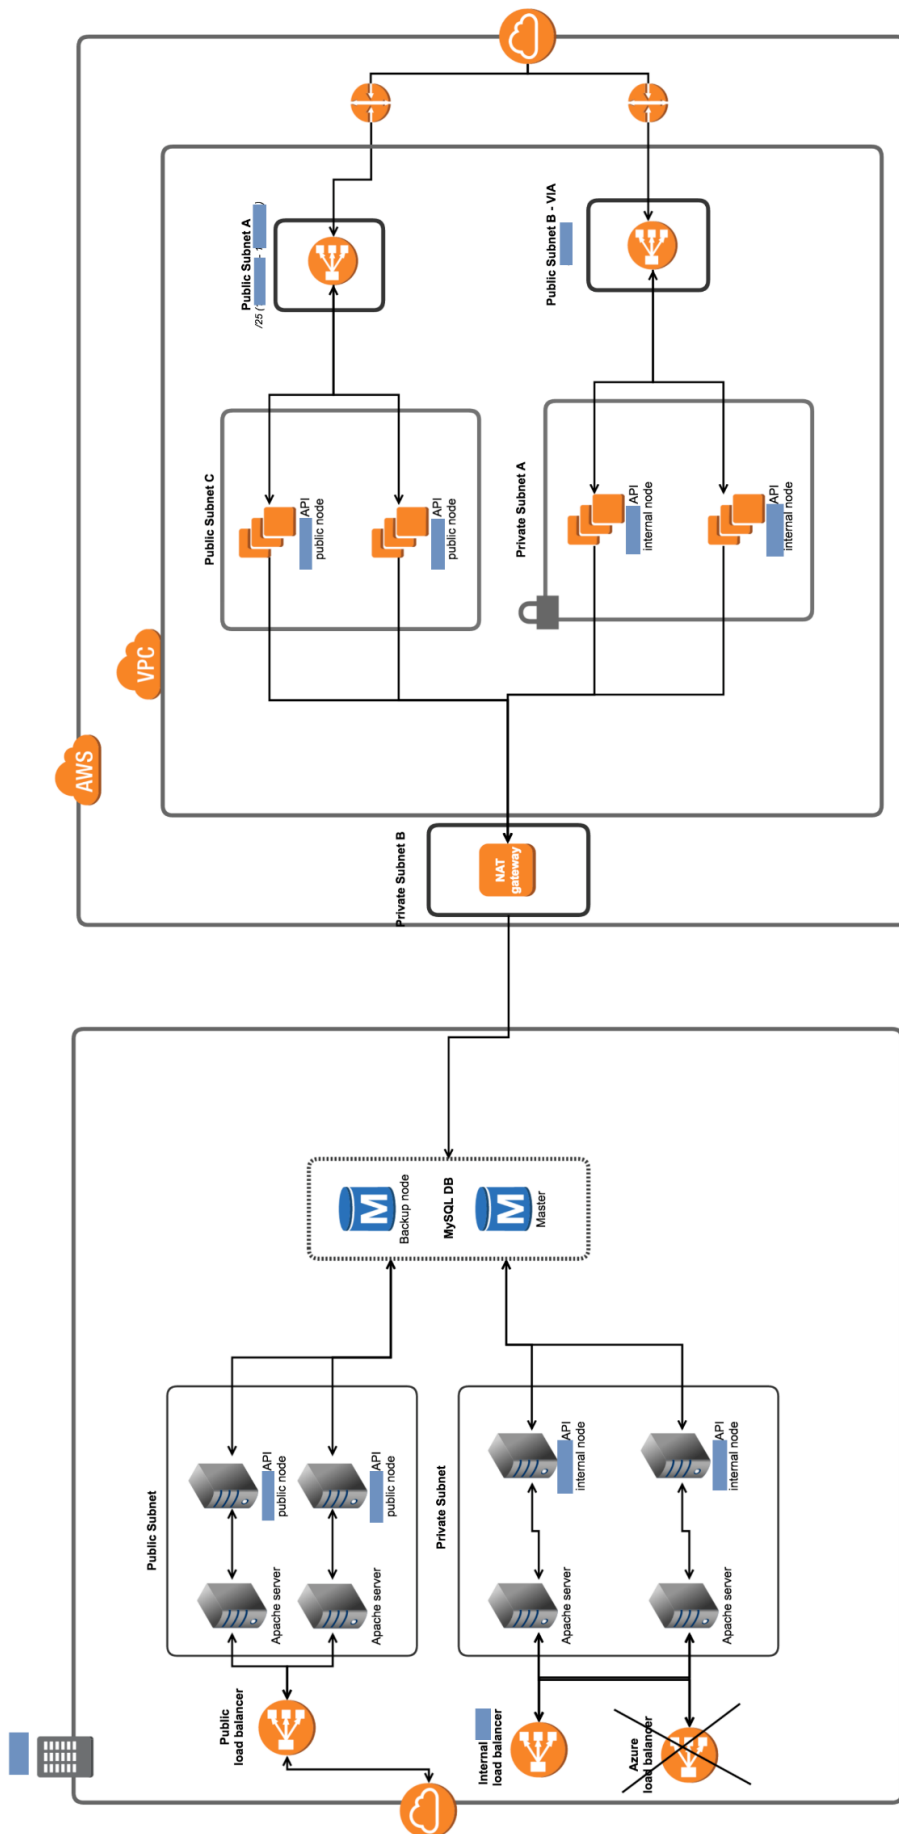 AWS
VPC
Public Subnet A
/25 (
-
)
Public Subnet B - VIA
Public Subnet C
API
public node
API
public node
Private Subnet A
API
internal node
API
internal node
Private Subnet B
NAT
gateway
Backup node
MySQL DB
Master
M
M
Public Subnet
API
public node
API
public node
Apache server
Apache server
Private Subnet
API
internal node
API
internal node
Apache server
Apache server
Public
load balancer
Internal
load balancer
Azure
load balancer